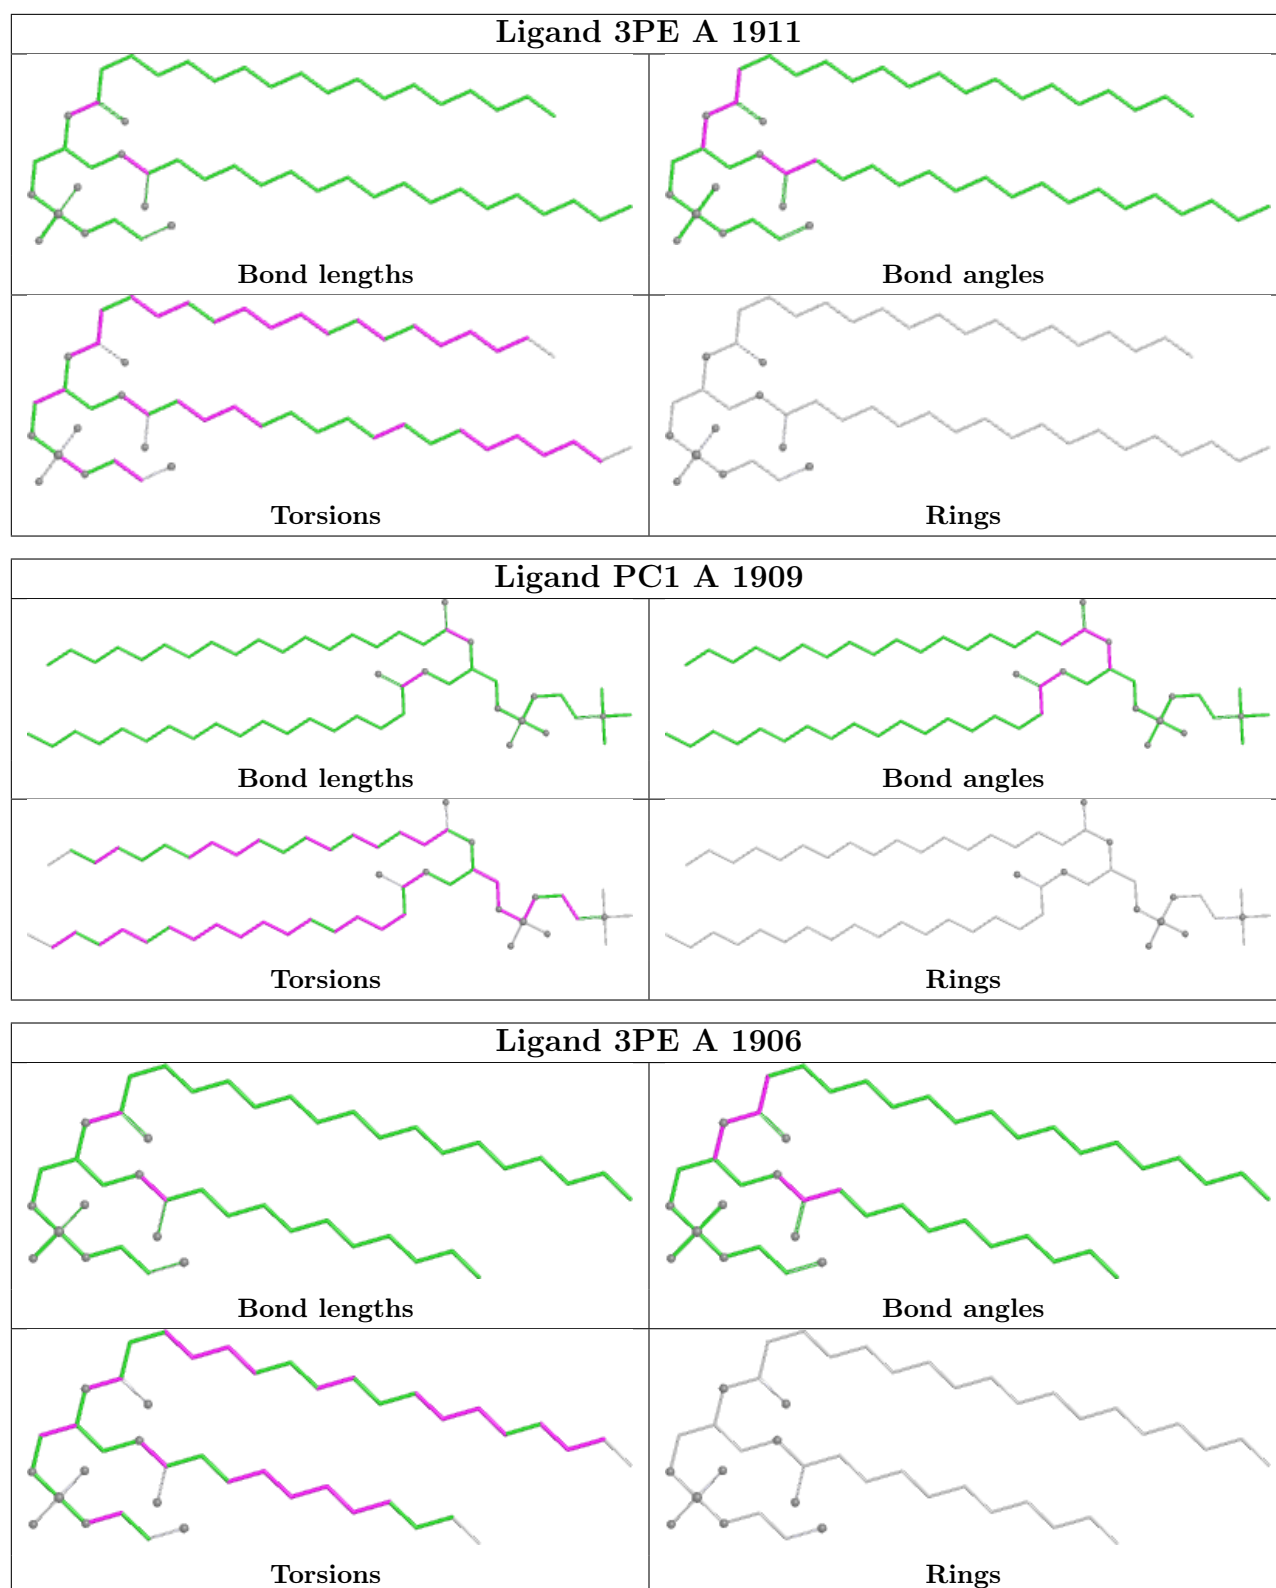 Ligand 3PE A 1911
Bond lengths
Bond angles
Torsions
Rings
Ligand PC1 A 1909
Bond lengths
Bond angles
Torsions
Rings
Ligand 3PE A 1906
Bond lengths
Bond angles
Torsions
Rings